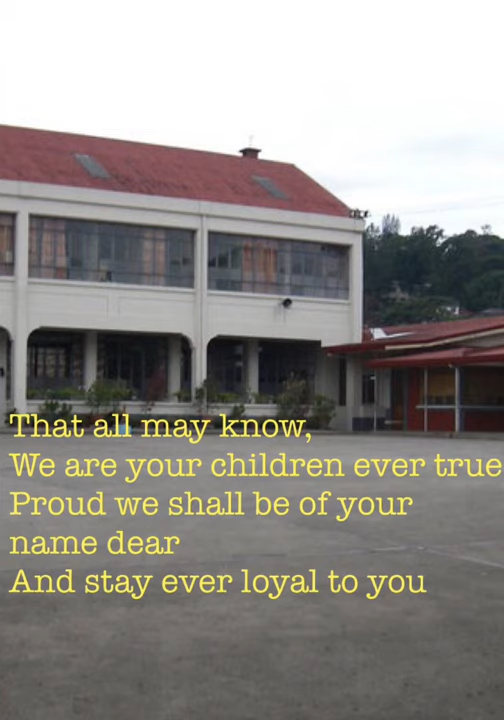 That all may know,
We are your children ever true
Proud we shall be of your
name dear
And stay ever loyal to you